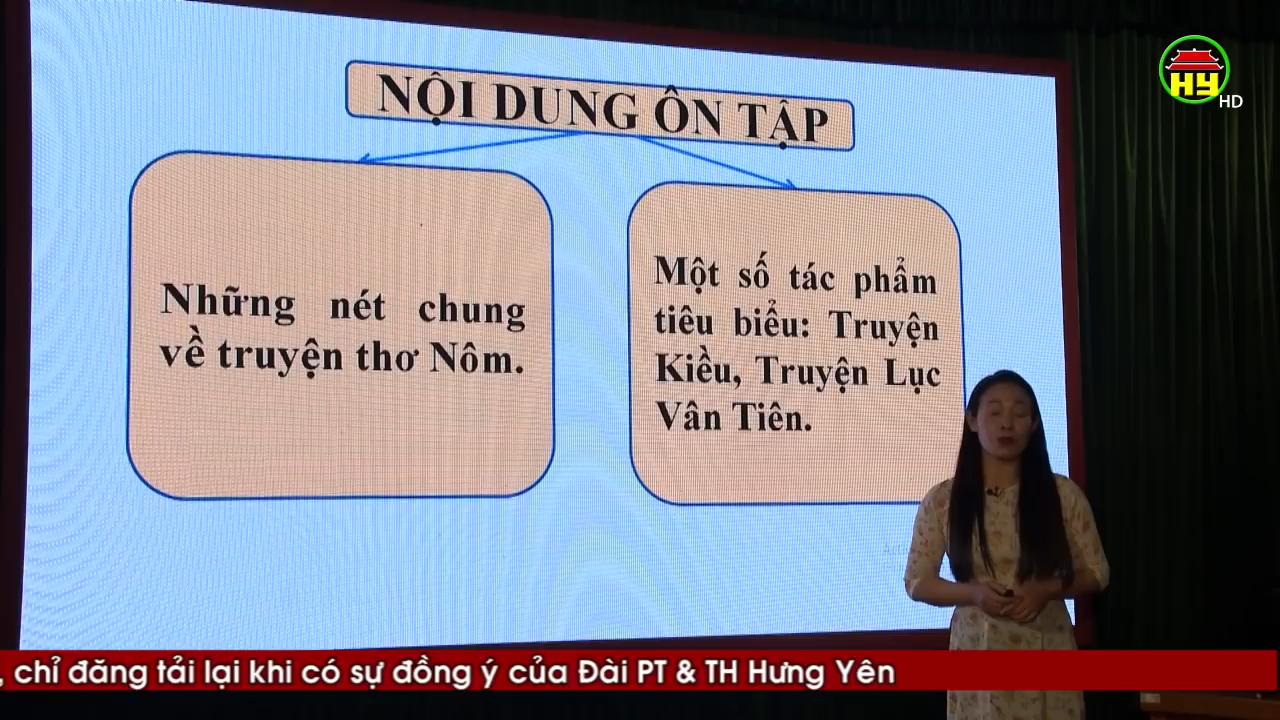 NỘI DUNG ÔN TẬP
Những nét chung
về truyện thơ Nôm.
Một số tác phẩm
tiêu biểu: Truyện
Kiều, Truyện Lục
Vân Tiên.
HY
HD
, chỉ đăng tải lại khi có sự đồng ý của Đài PT & TH Hưng Yên